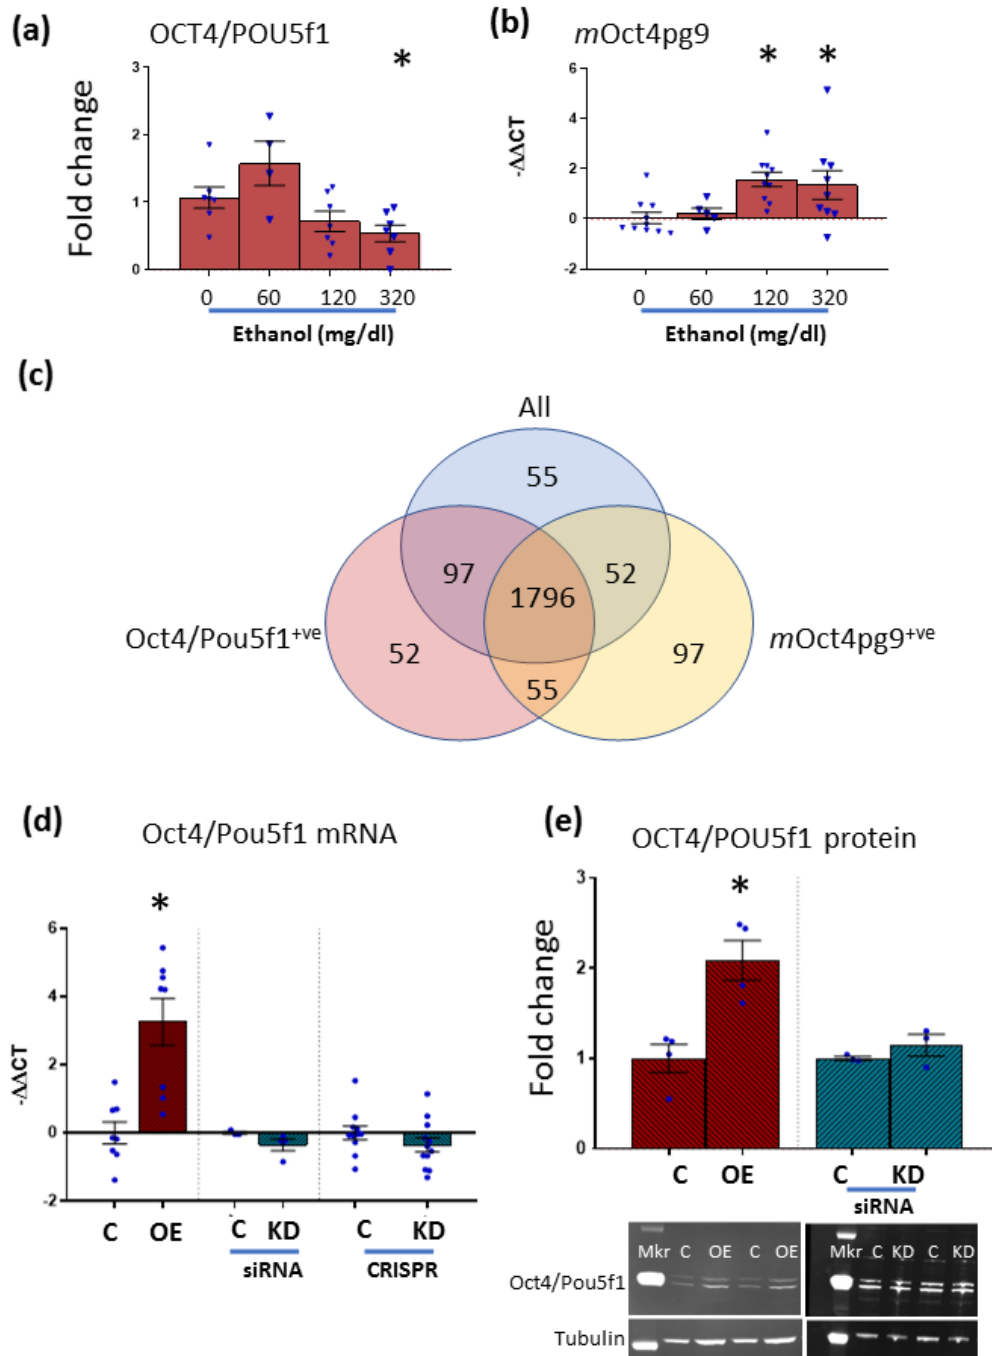 (a)
OCT4/POU5f1
*
Fold change
3
2
1
0
0 60 120 320
Ethanol (mg/dl)
(b)
mOct4pg9
* *
-ΔΔCT
6
4
2
0
-2
0 60 120 320
Ethanol (mg/dl)
(c)
All
55
97 1796 52
Oct4/Pou5f1+ve
mOct4pg9+ve
52 97
55
(d)
Oct4/Pou5f1 mRNA
*
-ΔΔCT
6
4
2
0
-2
C OE C KD C KD
siRNA CRISPR
(e)
OCT4/POU5f1 protein
*
Fold change
3
2
1
0
C OE C KD
siRNA
Mkr C OE C OE Mkr C KD C KD
Oct4/Pou5f1
Tubulin